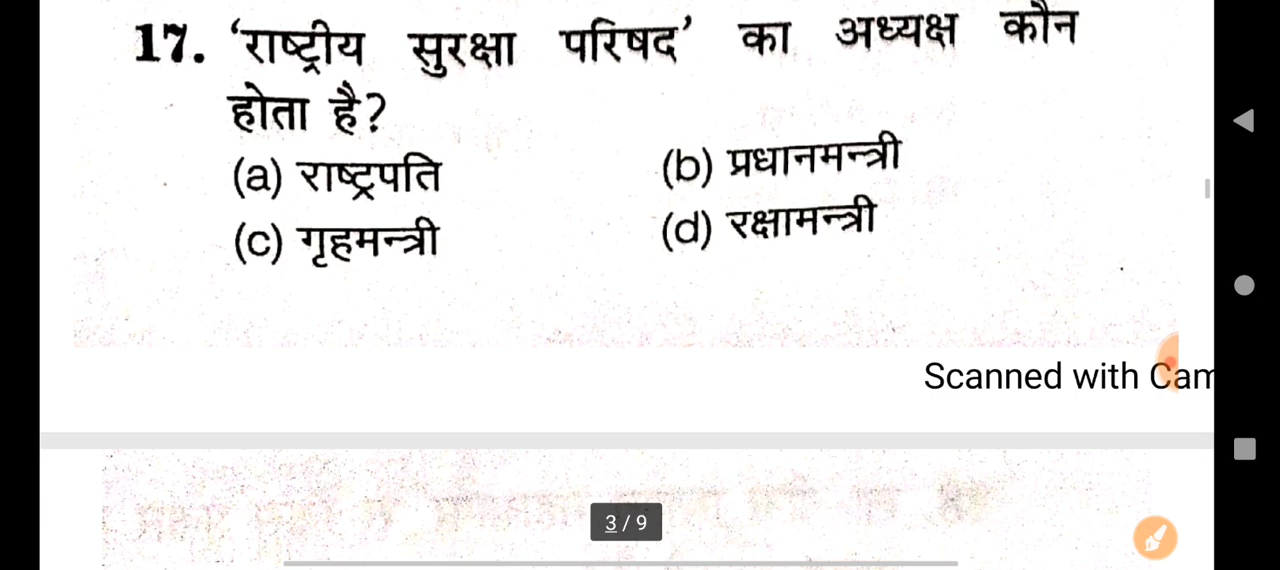 17. ‘राष्ट्रीय सुरक्षा परिषद’ का अध्यक्ष कौन
होता है?
(a) राष्ट्रपति (b) प्रधानमन्त्री
(c) गृहमन्त्री (d) रक्षामन्त्री
Scanned with Cam
3 / 9